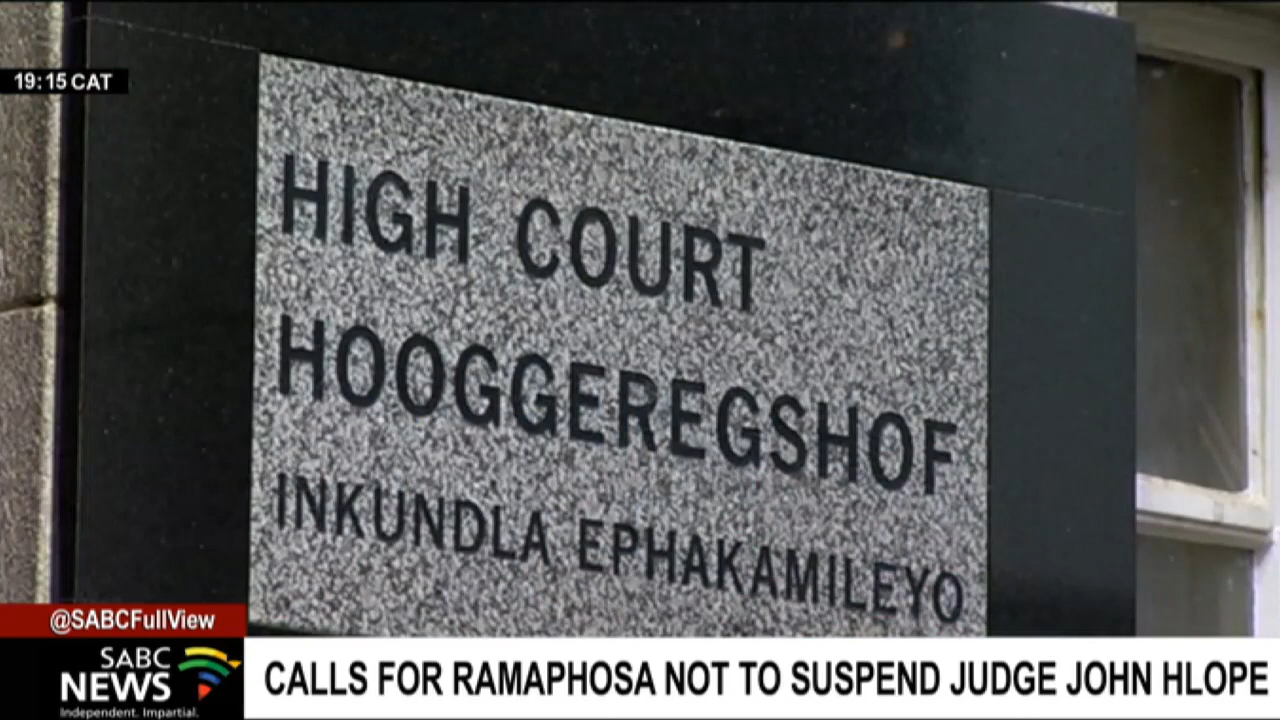 19:15 CAT
HIGH COURT
HOOGGEREGSHOF
INKUNDLA EPHAKAMILEYO
@SABCFullView
SABC
NEWS
Independent. Impartial.
CALLS FOR RAMAPHOSA NOT TO SUSPEND JUDGE JOHN HLOPE